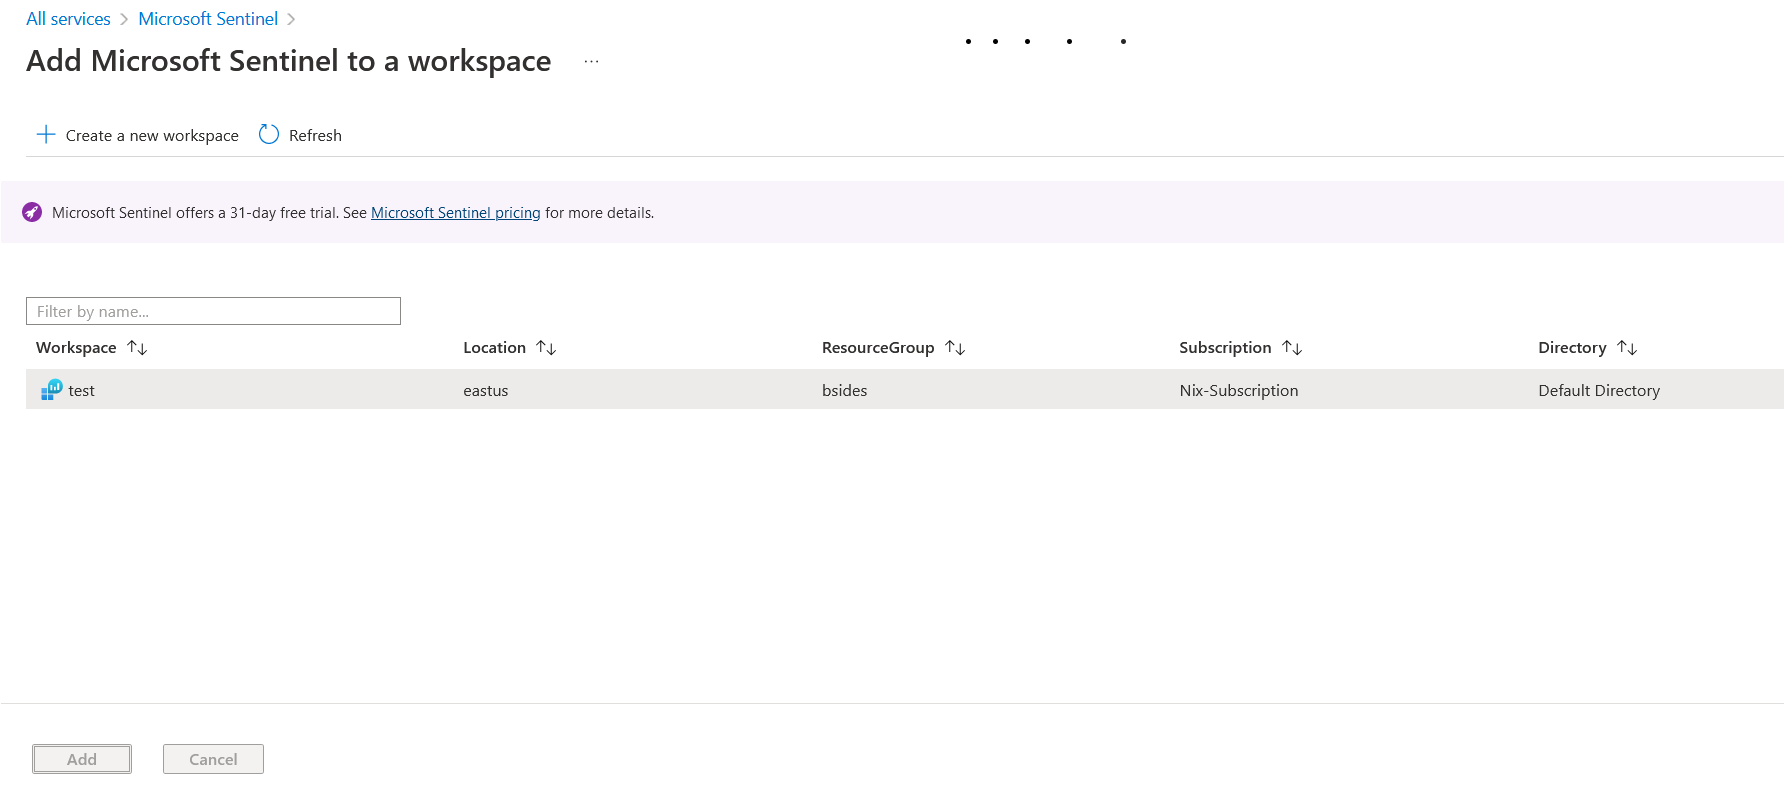 All services > Microsoft Sentinel >
Add Microsoft Sentinel to a workspace ...
Create a new workspace Refresh
Microsoft Sentinel offers a 31-day free trial. See Microsoft Sentinel pricing for more details.
Filter by name...
Workspace ↑↓ Location ↑↓ ResourceGroup ↑↓ Subscription ↑↓ Directory ↑↓
test eastus bsides Nix-Subscription Default Directory
Add Cancel